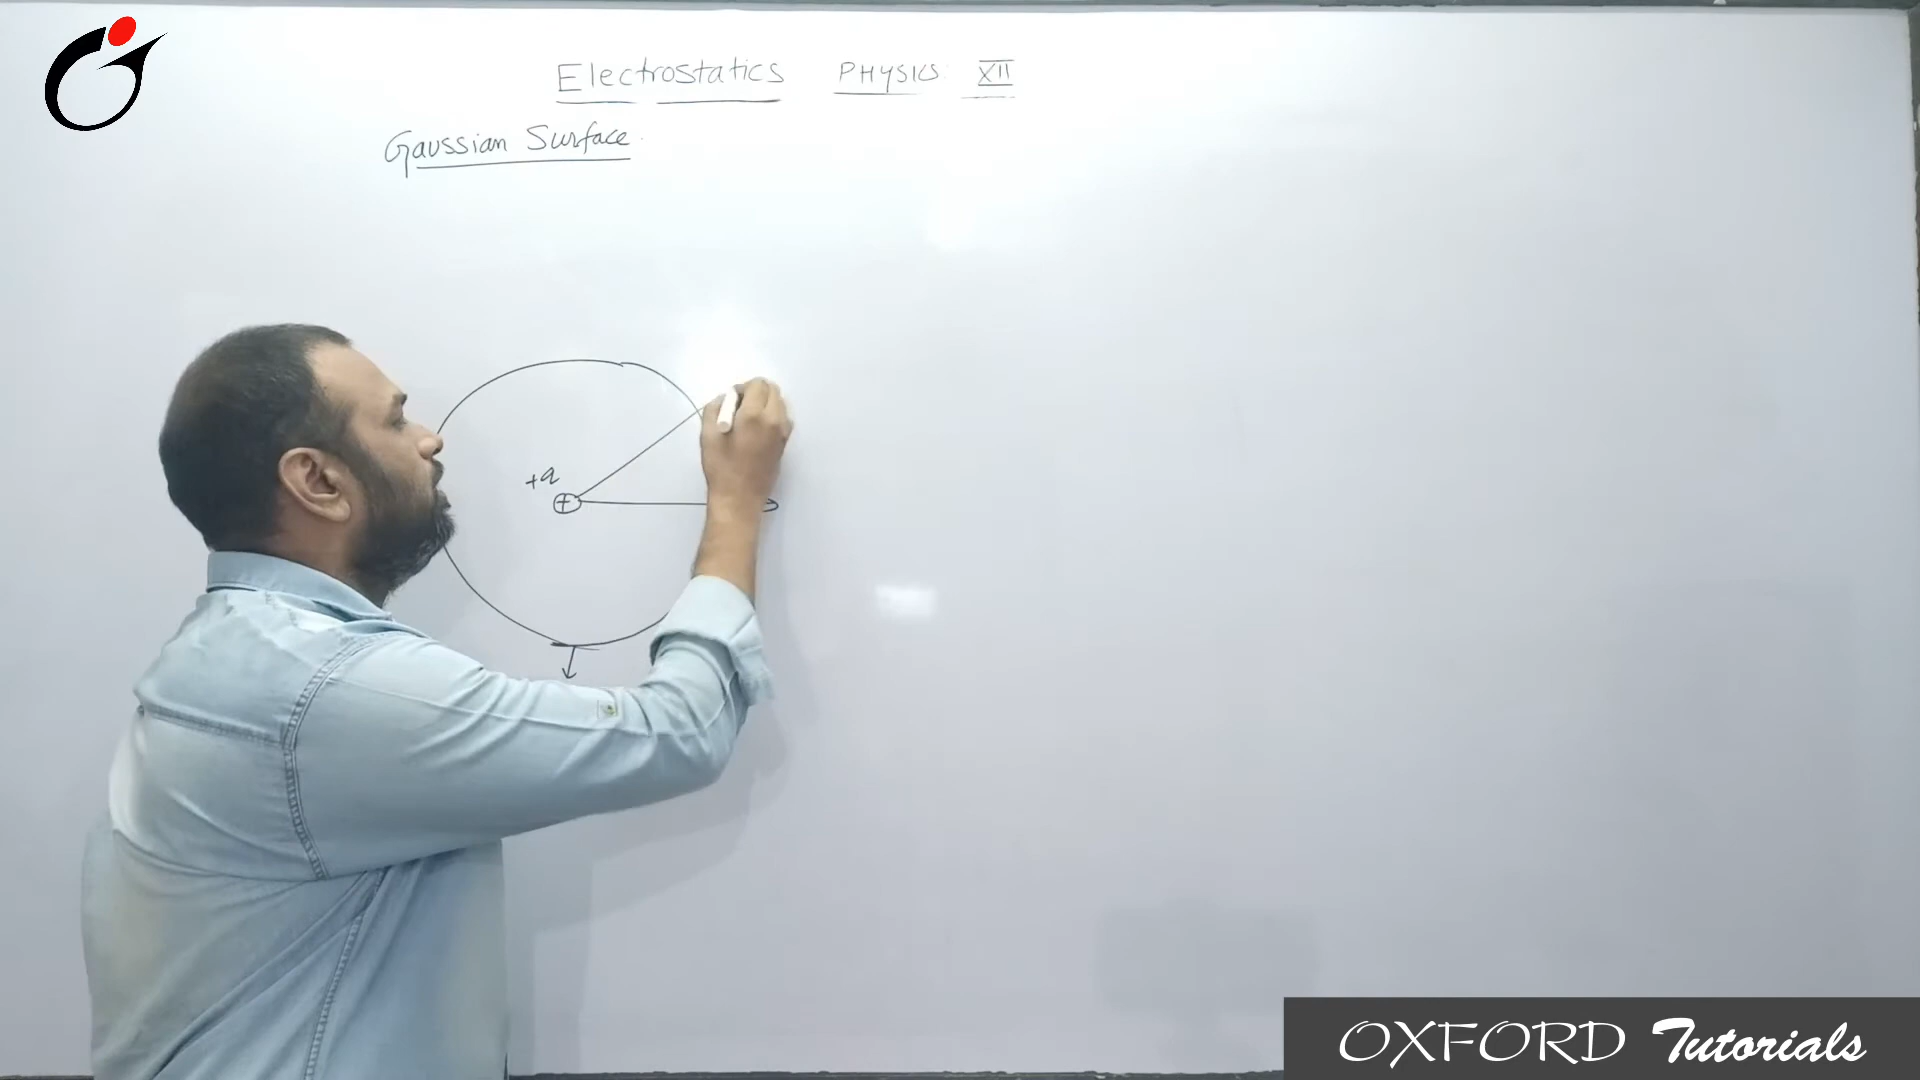 Electrostatics PHYSICS XII
Gaussian Surface
+q
+
OXFORD Tutorials